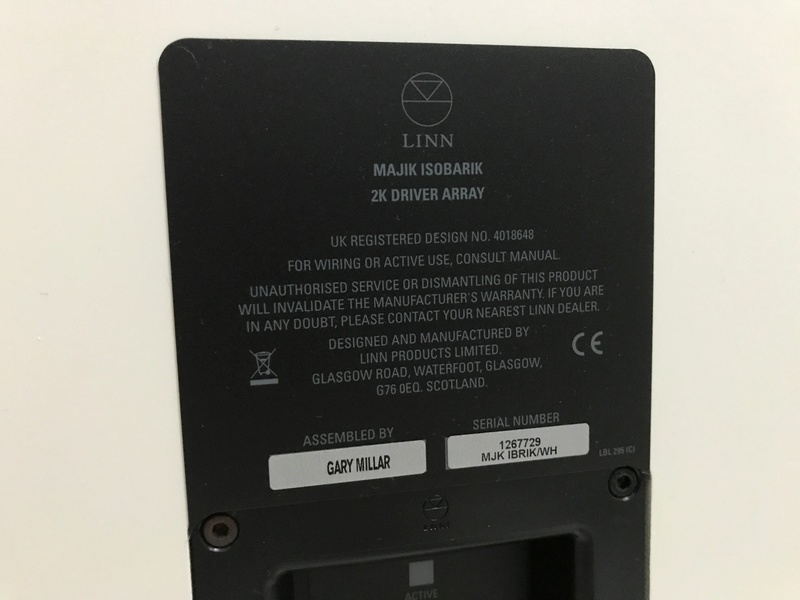 LINN
MAJIK ISOBARIK
2K DRIVER ARRAY
UK REGISTERED DESIGN NO. 4018648
FOR WIRING OR ACTIVE USE, CONSULT MANUAL.
UNAUTHORISED SERVICE OR DISMANTLING OF THIS PRODUCT
WILL INVALIDATE THE MANUFACTURER'S WARRANTY. IF YOU ARE
IN ANY DOUBT, PLEASE CONTACT YOUR NEAREST LINN DEALER.
DESIGNED AND MANUFACTURED BY
LINN PRODUCTS LIMITED.
GLASGOW ROAD, WATERFOOT, GLASGOW,
G76 0EQ. SCOTLAND.
CE
ASSEMBLED BY
GARY MILLAR
SERIAL NUMBER
1267729
MJK IBRIK/WH
LBL 295 (C)
LINN
ACTIVE